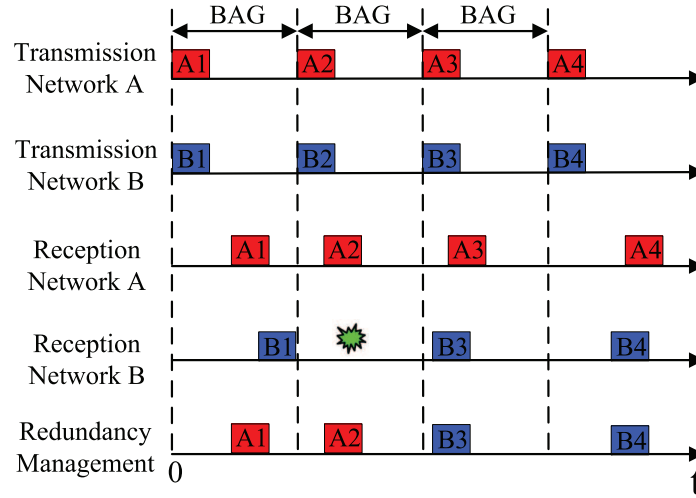 BAG BAG BAG
Transmission
Network A
A1 A2 A3 A4
Transmission
Network B
B1 B2 B3 B4
Reception
Network A
A1 A2 A3 A4
Reception
Network B
B1 B3 B4
Redundancy
Management
A1 A2 B3 B4
0 t